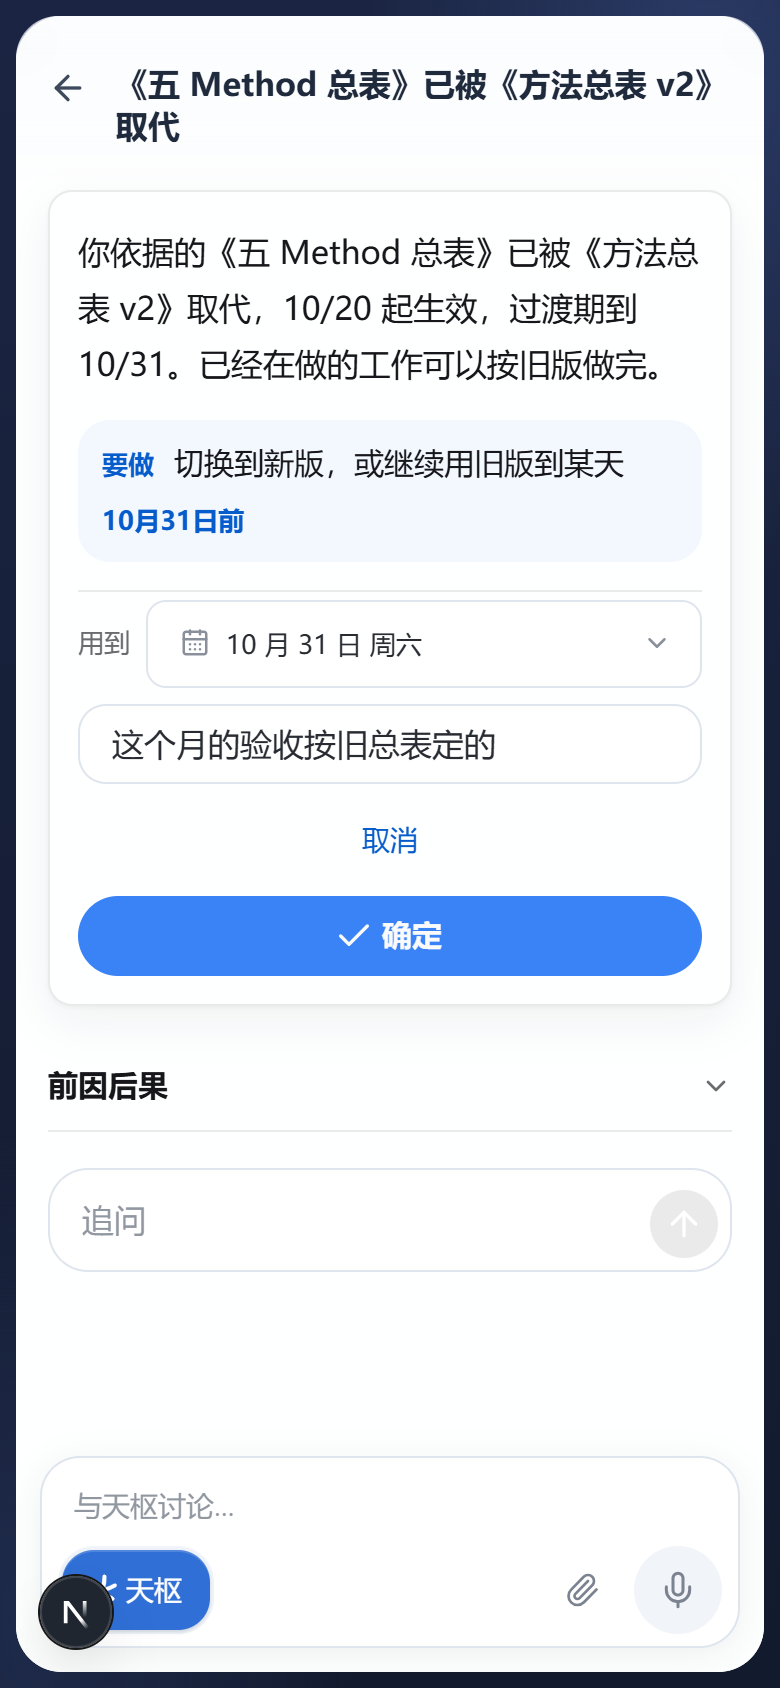 《五 Method 总表》已被《方法总表 v2》
取代
你依据的《五 Method 总表》已被《方法总
表 v2》取代，10/20 起生效，过渡期到
10/31。已经在做的工作可以按旧版做完。
要做 切换到新版，或继续用旧版到某天
10月31日前
用到 10 月 31 日 周六
这个月的验收按旧总表定的
取消
确定
前因后果
追问
与天枢讨论...
天枢
N